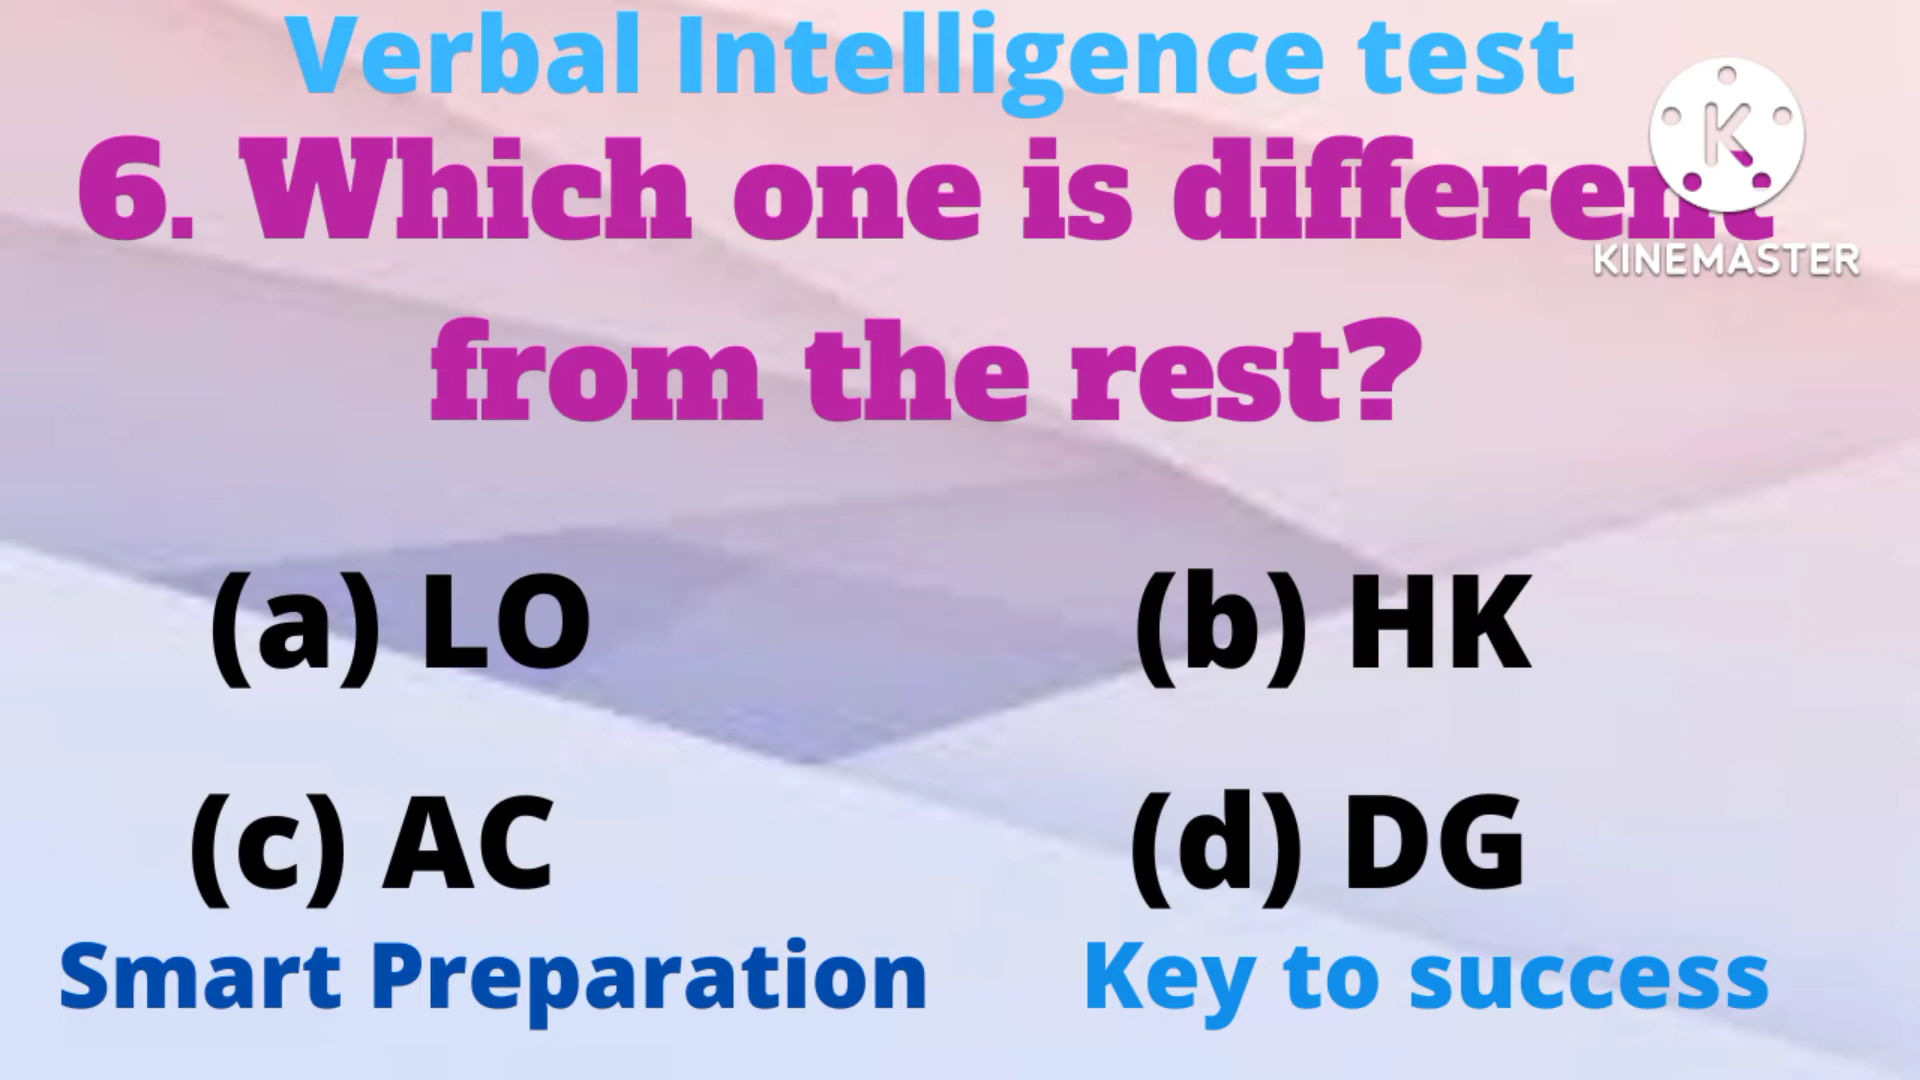 Verbal Intelligence test
6. Which one is different
KINEMASTER
from the rest?
(a) LO
(b) HK
(c) AC
(d) DG
Smart Preparation
Key to success